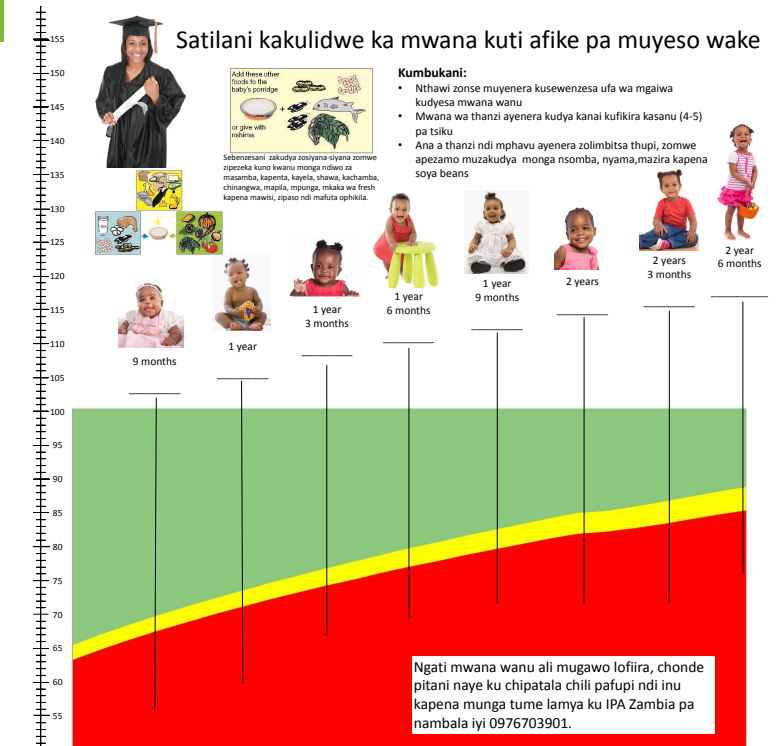 Satilani kakulidwe ka mwana kuti afike pa muyeso wake
Add these other
foods to the
baby's porridge
or give with
nshima
Sebenzesani zakudya zosiyana-siyana zomwe
zipezeka kuno kwanu monga ndiwo za
masamba, kapenta, kayela, shawa, kachamba,
chinangwa, mapila, mpunga, mkaka wa fresh
kapena mawisi, zipaso ndi mafuta ophikila.
Kumbukani:
• Nthawi zonse muyenera kusewenzesa ufa wa mgaiwa
kudyesa mwana wanu
• Mwana wa thanzi ayenera kudya kanai kufikira kasanu (4-5)
pa tsiku
• Ana a thanzi ndi mphavu ayenera zolimbitsa thupi, zomwe
apezamo muzakudya monga nsomba, nyama,mazira kapena
soya beans
155
150
145
140
135
130
125
120
115
110
105
100
95
90
85
80
75
70
65
60
55
9 months
1 year
1 year
3 months
1 year
6 months
1 year
9 months
2 years
2 years
3 months
2 year
6 months
Ngati mwana wanu ali mugawo lofiira, chonde
pitani naye ku chipatala chili pafupi ndi inu
kapena munga tume lamya ku IPA Zambia pa
nambala iyi 0976703901.